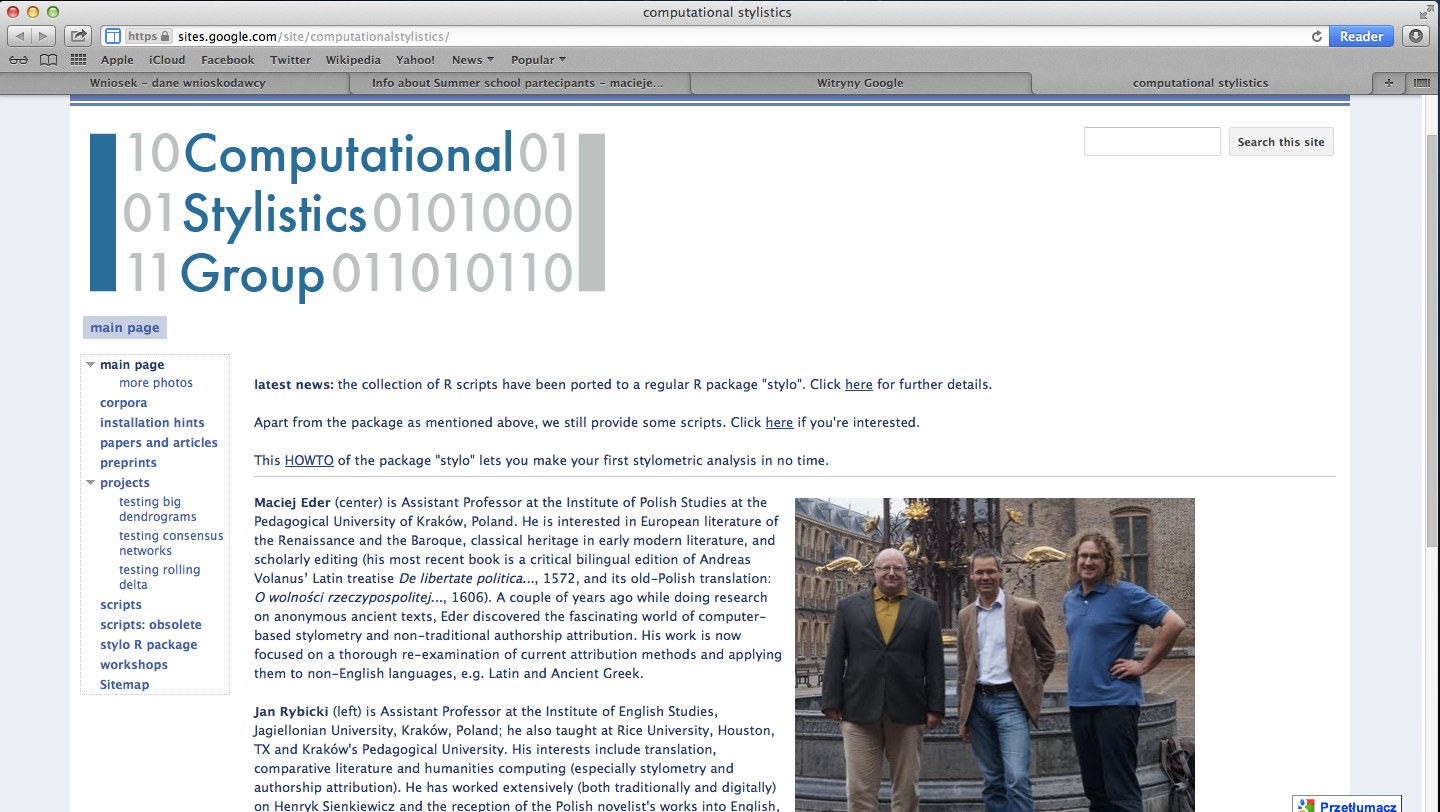 computational stylistics
https sites.google.com/site/computationalstylistics/
Reader
Apple iCloud Facebook Twitter Wikipedia Yahoo! News Popular
Wniosek – dane wnioskodawcy Info about Summer school partecipants – macieje... Witryny Google computational stylistics
10 Computational 01
01 Stylistics 0101000
11 Group 011010110
Search this site
main page
main page
more photos
corpora
installation hints
papers and articles
preprints
projects
testing big
dendrograms
testing consensus
networks
testing rolling
delta
scripts
scripts: obsolete
stylo R package
workshops
Sitemap
latest news: the collection of R scripts have been ported to a regular R package "stylo". Click here for further details.
Apart from the package as mentioned above, we still provide some scripts. Click here if you're interested.
This HOWTO of the package "stylo" lets you make your first stylometric analysis in no time.
Maciej Eder (center) is Assistant Professor at the Institute of Polish Studies at the
Pedagogical University of Kraków, Poland. He is interested in European literature of
the Renaissance and the Baroque, classical heritage in early modern literature, and
scholarly editing (his most recent book is a critical bilingual edition of Andreas
Volanus’ Latin treatise De libertate politica..., 1572, and its old-Polish translation:
O wolności rzeczypospolitej..., 1606). A couple of years ago while doing research
on anonymous ancient texts, Eder discovered the fascinating world of computer-
based stylometry and non-traditional authorship attribution. His work is now
focused on a thorough re-examination of current attribution methods and applying
them to non-English languages, e.g. Latin and Ancient Greek.
Jan Rybicki (left) is Assistant Professor at the Institute of English Studies,
Jagiellonian University, Kraków, Poland; he also taught at Rice University, Houston,
TX and Kraków's Pedagogical University. His interests include translation,
comparative literature and humanities computing (especially stylometry and
authorship attribution). He has worked extensively (both traditionally and digitally)
on Henryk Sienkiewicz and the reception of the Polish novelist's works into English,
Przetłumacz